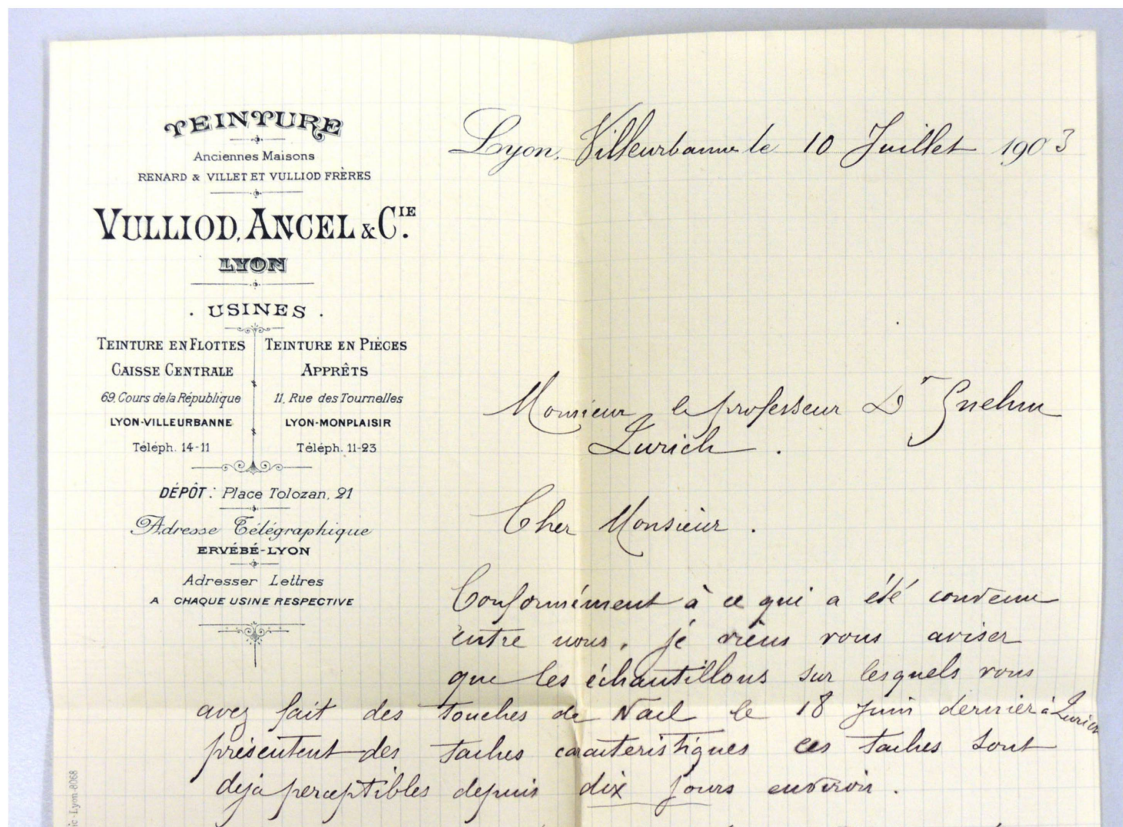 TEINTURE
Anciennes Maisons
RENARD & VILLET ET VULLIOD FRÈRES
VULLIOD, ANCEL & CIE.
LYON
. USINES .
TEINTURE EN FLOTTES
CAISSE CENTRALE
69, Cours de la République
LYON-VILLEURBANNE
Téléph. 14-11
TEINTURE EN PIÈCES
APPRÊTS
11, Rue des Tournelles
LYON-MONPLAISIR
Téléph. 11-23
DÉPÔT: Place Tolozan, 21
Adresse Télégraphique
ERVÉBÉ-LYON
Adresser Lettres
A CHAQUE USINE RESPECTIVE
Lyon, Villeurbanne le 10 Juillet 1903
Monsieur le professeur Dr Gnehm
Zurich.
Cher Monsieur.
Conformément à ce qui a été convenu
entre nous, je viens vous aviser
que les échantillons sur lesquels vous
avez fait des touches de Nacl le 18 Juin dernier à Zurich
présentent des taches caracteristiques ces taches sont
déjà perceptibles depuis dix jours environ.